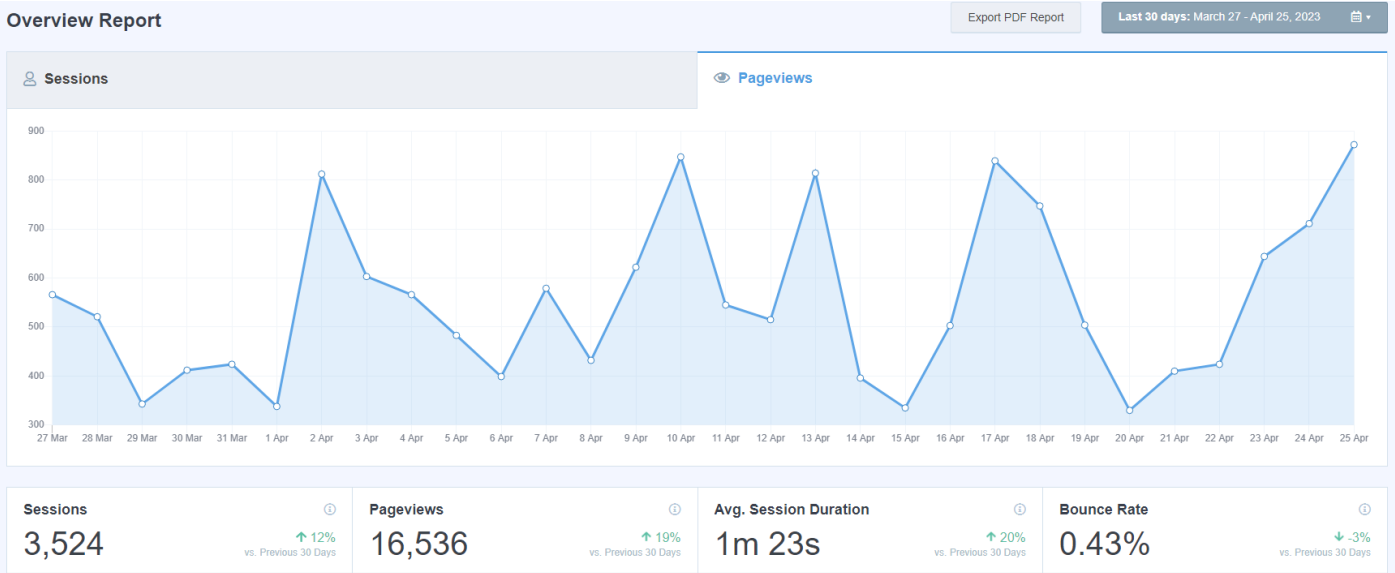 Overview Report
Export PDF Report
Last 30 days: March 27 - April 25, 2023
Sessions
Pageviews
900
800
700
600
500
400
300
27 Mar 28 Mar 29 Mar 30 Mar 31 Mar 1 Apr 2 Apr 3 Apr 4 Apr 5 Apr 6 Apr 7 Apr 8 Apr 9 Apr 10 Apr 11 Apr 12 Apr 13 Apr 14 Apr 15 Apr 16 Apr 17 Apr 18 Apr 19 Apr 20 Apr 21 Apr 22 Apr 23 Apr 24 Apr 25 Apr
Sessions
3,524
12%
vs. Previous 30 Days
Pageviews
16,536
19%
vs. Previous 30 Days
Avg. Session Duration
1m 23s
20%
vs. Previous 30 Days
Bounce Rate
0.43%
-3%
vs. Previous 30 Days